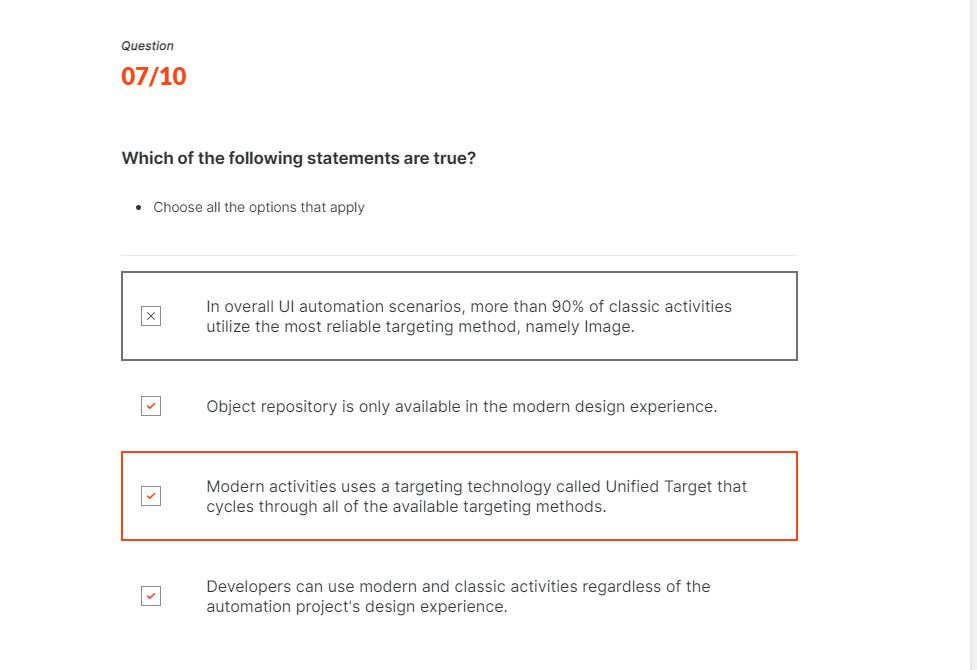 Question
07/10
Which of the following statements are true?
• Choose all the options that apply
In overall UI automation scenarios, more than 90% of classic activities
utilize the most reliable targeting method, namely Image.
Object repository is only available in the modern design experience.
Modern activities uses a targeting technology called Unified Target that
cycles through all of the available targeting methods.
Developers can use modern and classic activities regardless of the
automation project's design experience.